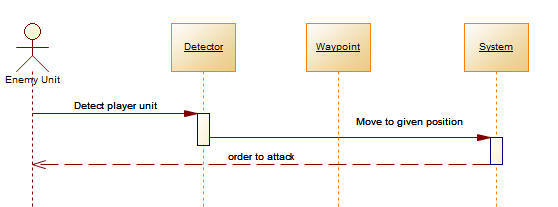 Detector
Waypoint
System
Enemy Unit
Detect player unit
Move to given position
order to attack